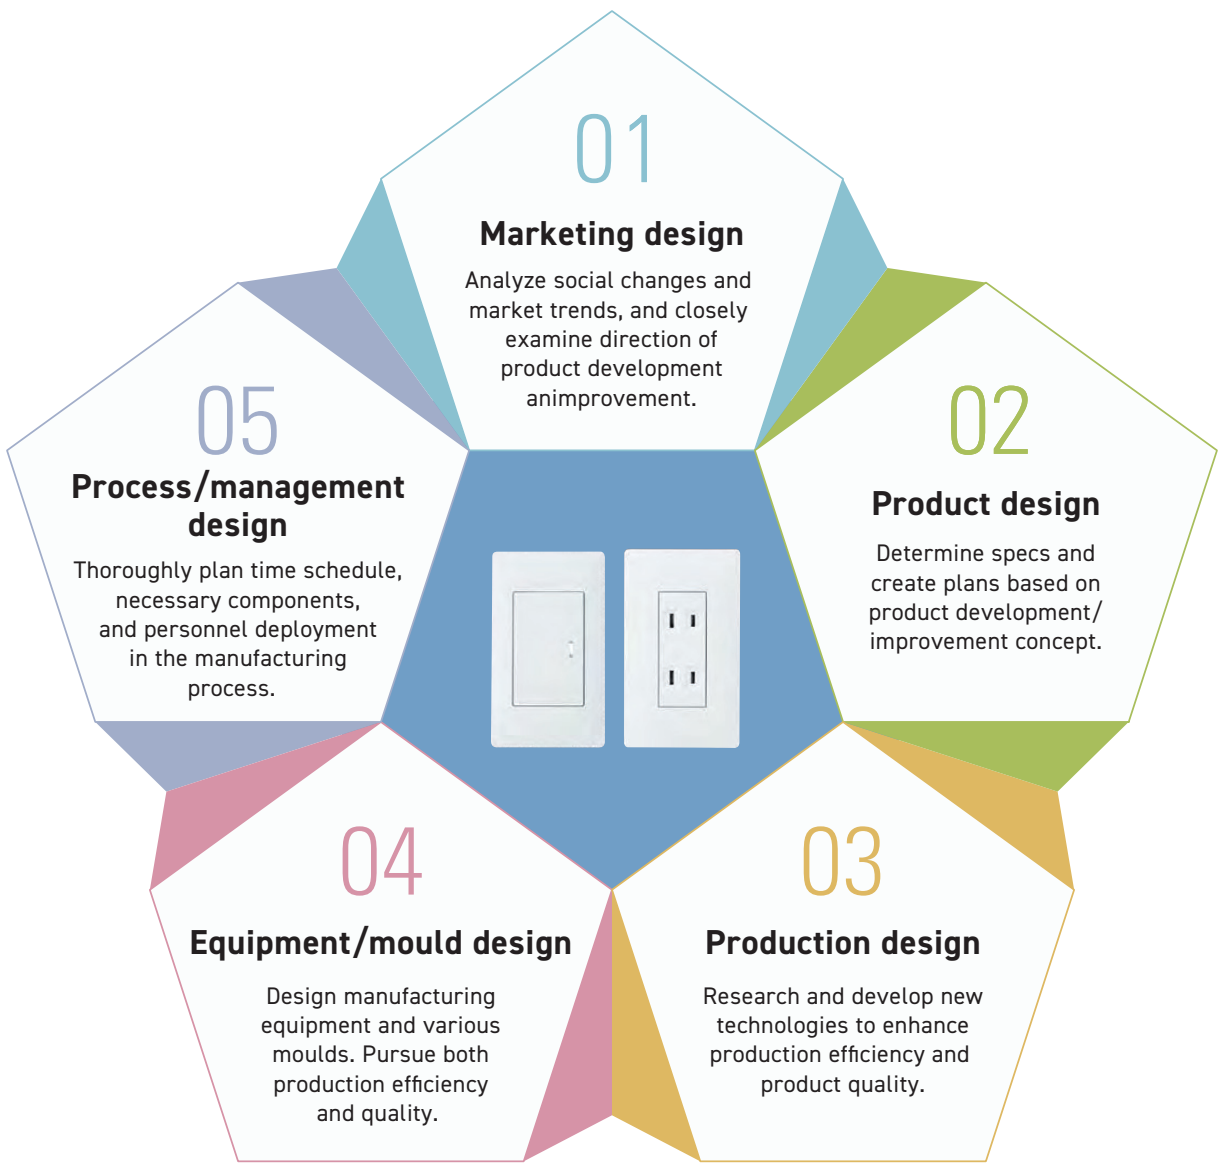 01
Marketing design
Analyze social changes and
market trends, and closely
examine direction of
product development
animprovement.
02
Product design
Determine specs and
create plans based on
product development/
improvement concept.
03
Production design
Research and develop new
technologies to enhance
production efficiency and
product quality.
04
Equipment/mould design
Design manufacturing
equipment and various
moulds. Pursue both
production efficiency
and quality.
05
Process/management
design
Thoroughly plan time schedule,
necessary components,
and personnel deployment
in the manufacturing
process.